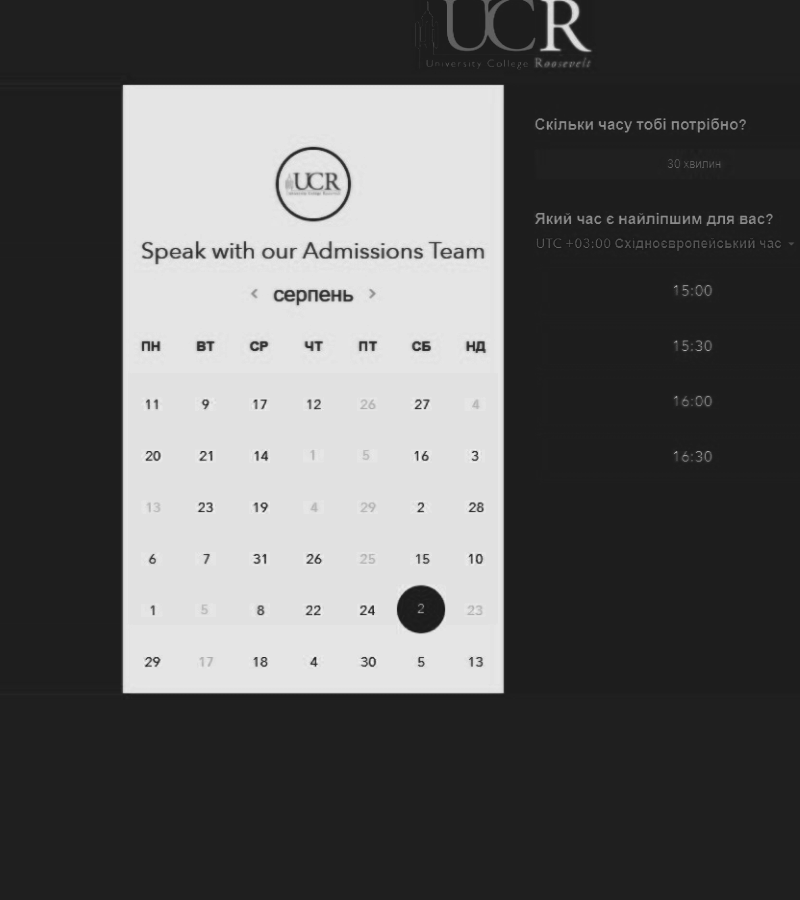 UCR
University College Roosevelt
UCR
Speak with our Admissions Team
< серпень >
ПН ВТ СР ЧТ ПТ СБ НД
11 9 17 12 26 27 4
20 21 14 1 5 16 3
13 23 19 4 29 2 28
6 7 31 26 25 15 10
1 5 8 22 24 2 23
29 17 18 4 30 5 13
Скільки часу тобі потрібно?
30 хвилин
Який час є найліпшим для вас?
UTC +03:00 Східноєвропейський час
15:00
15:30
16:00
16:30